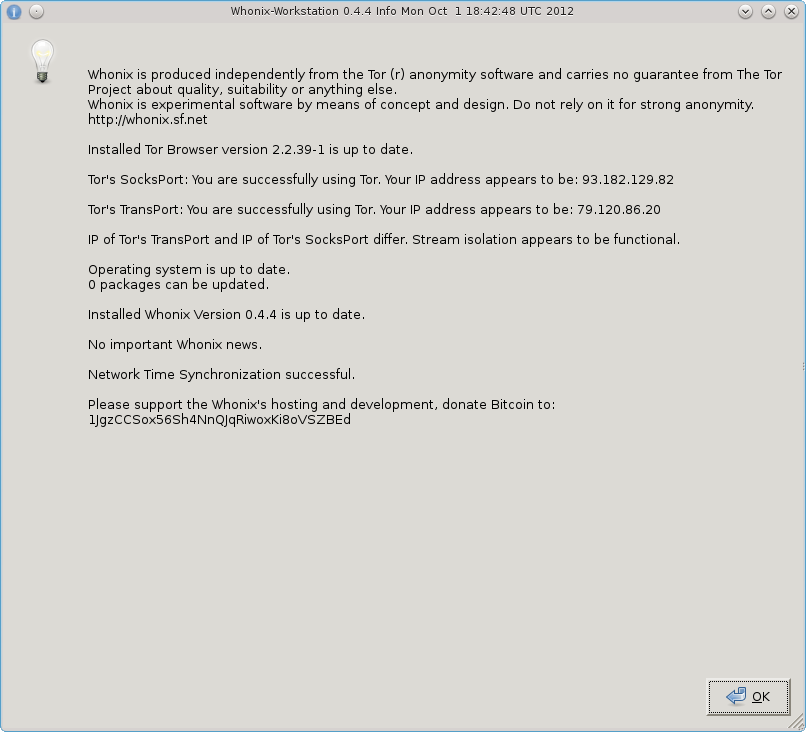 Whonix-Workstation 0.4.4 Info Mon Oct 1 18:42:48 UTC 2012
Whonix is produced independently from the Tor (r) anonymity software and carries no guarantee from The Tor
Project about quality, suitability or anything else.
Whonix is experimental software by means of concept and design. Do not rely on it for strong anonymity.
http://whonix.sf.net
Installed Tor Browser version 2.2.39-1 is up to date.
Tor's SocksPort: You are successfully using Tor. Your IP address appears to be: 93.182.129.82
Tor's TransPort: You are successfully using Tor. Your IP address appears to be: 79.120.86.20
IP of Tor's TransPort and IP of Tor's SocksPort differ. Stream isolation appears to be functional.
Operating system is up to date.
0 packages can be updated.
Installed Whonix Version 0.4.4 is up to date.
No important Whonix news.
Network Time Synchronization successful.
Please support the Whonix's hosting and development, donate Bitcoin to:
1JgzCCSox56Sh4NnQJqRiwoxKi8oVSZBEd
OK